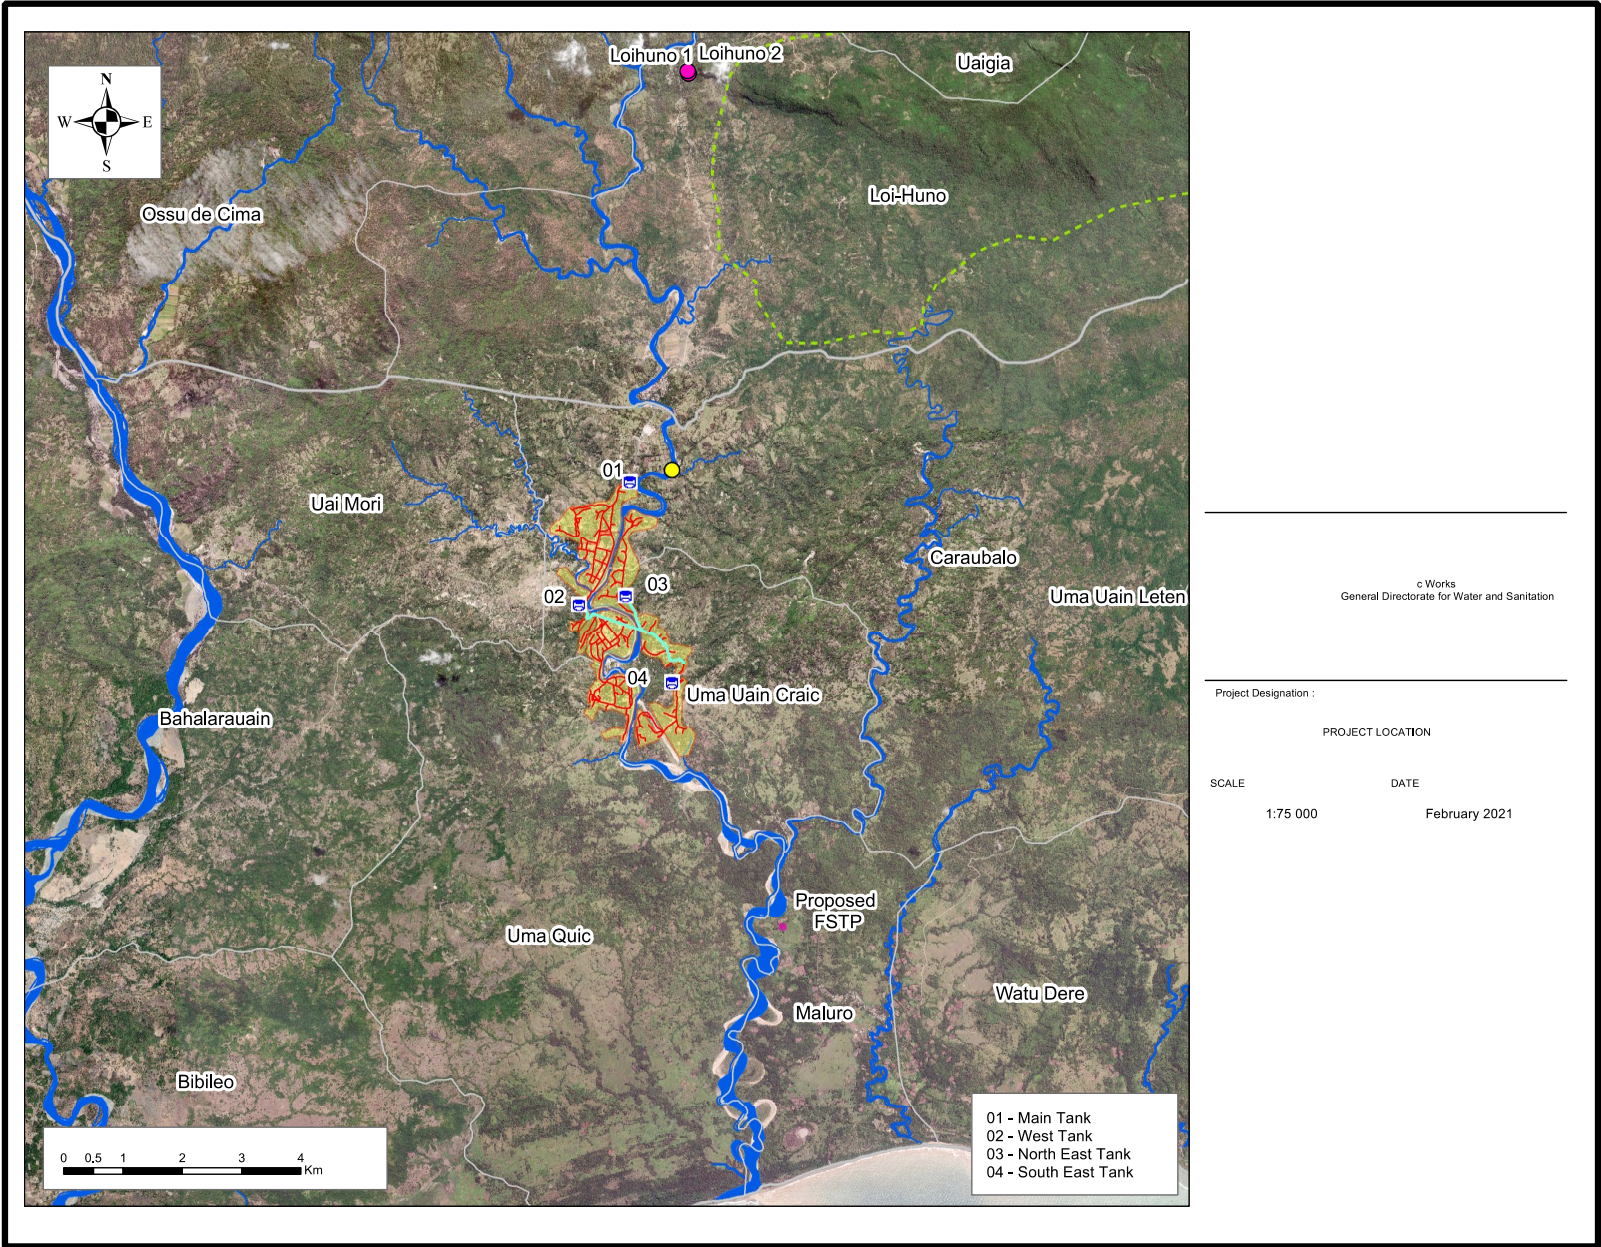 Loihuno 1 Loihuno 2
Uaigia
N
W E
S
Loi-Huno
Ossu de Cima
01
Uai Mori
Caraubalo
03
02
Uma Uain Leten
04
Uma Uain Craic
Bahalarauain
Proposed
FSTP
Uma Quic
Watu Dere
Maluro
Bibileo
0 0.5 1 2 3 4
Km
01 - Main Tank
02 - West Tank
03 - North East Tank
04 - South East Tank
c Works
General Directorate for Water and Sanitation
Project Designation :
PROJECT LOCATION
SCALE DATE
1:75 000 February 2021